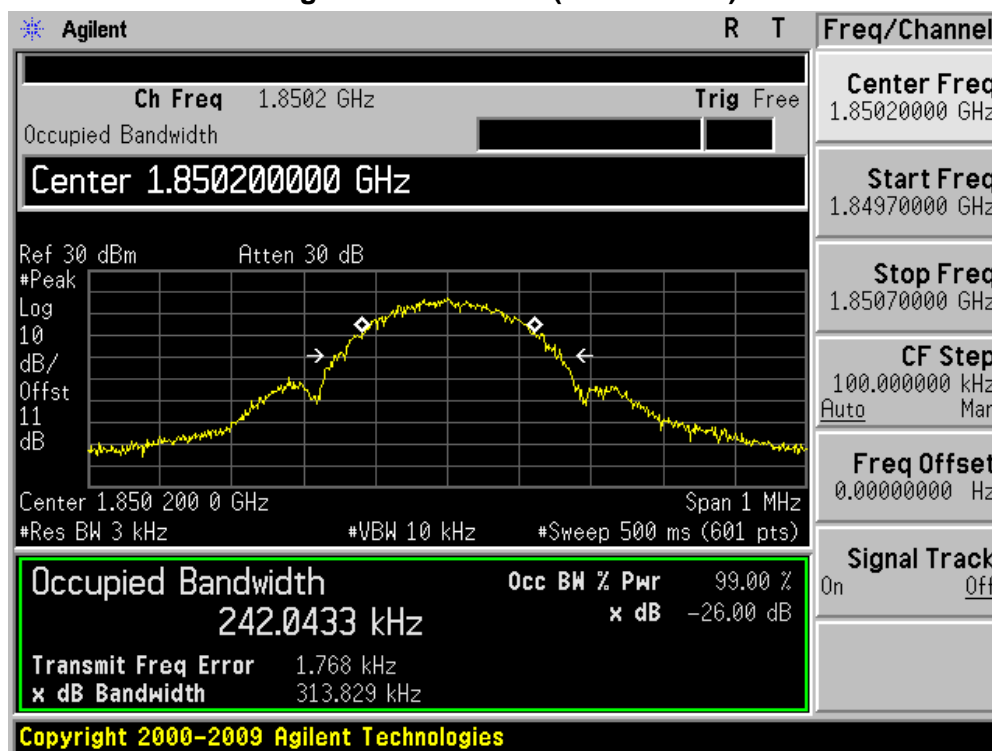 Agilent R T Freq/Channel
Ch Freq 1.8502 GHz Trig Free
Occupied Bandwidth
Center 1.850200000 GHz
Ref 30 dBm Atten 30 dB
#Peak
Log
10
dB/
Offst
11
dB
Center 1.850 200 0 GHz Span 1 MHz
#Res BW 3 kHz #VBW 10 kHz #Sweep 500 ms (601 pts)
Occupied Bandwidth Occ BW % Pwr 99.00 %
242.0433 kHz x dB -26.00 dB
Transmit Freq Error 1.768 kHz
x dB Bandwidth 313.829 kHz
Copyright 2000-2009 Agilent Technologies
Center Freq
1.85020000 GHz
Start Freq
1.84970000 GHz
Stop Freq
1.85070000 GHz
CF Step
100.000000 kHz
Auto Man
Freq Offset
0.00000000 Hz
Signal Track
On Off